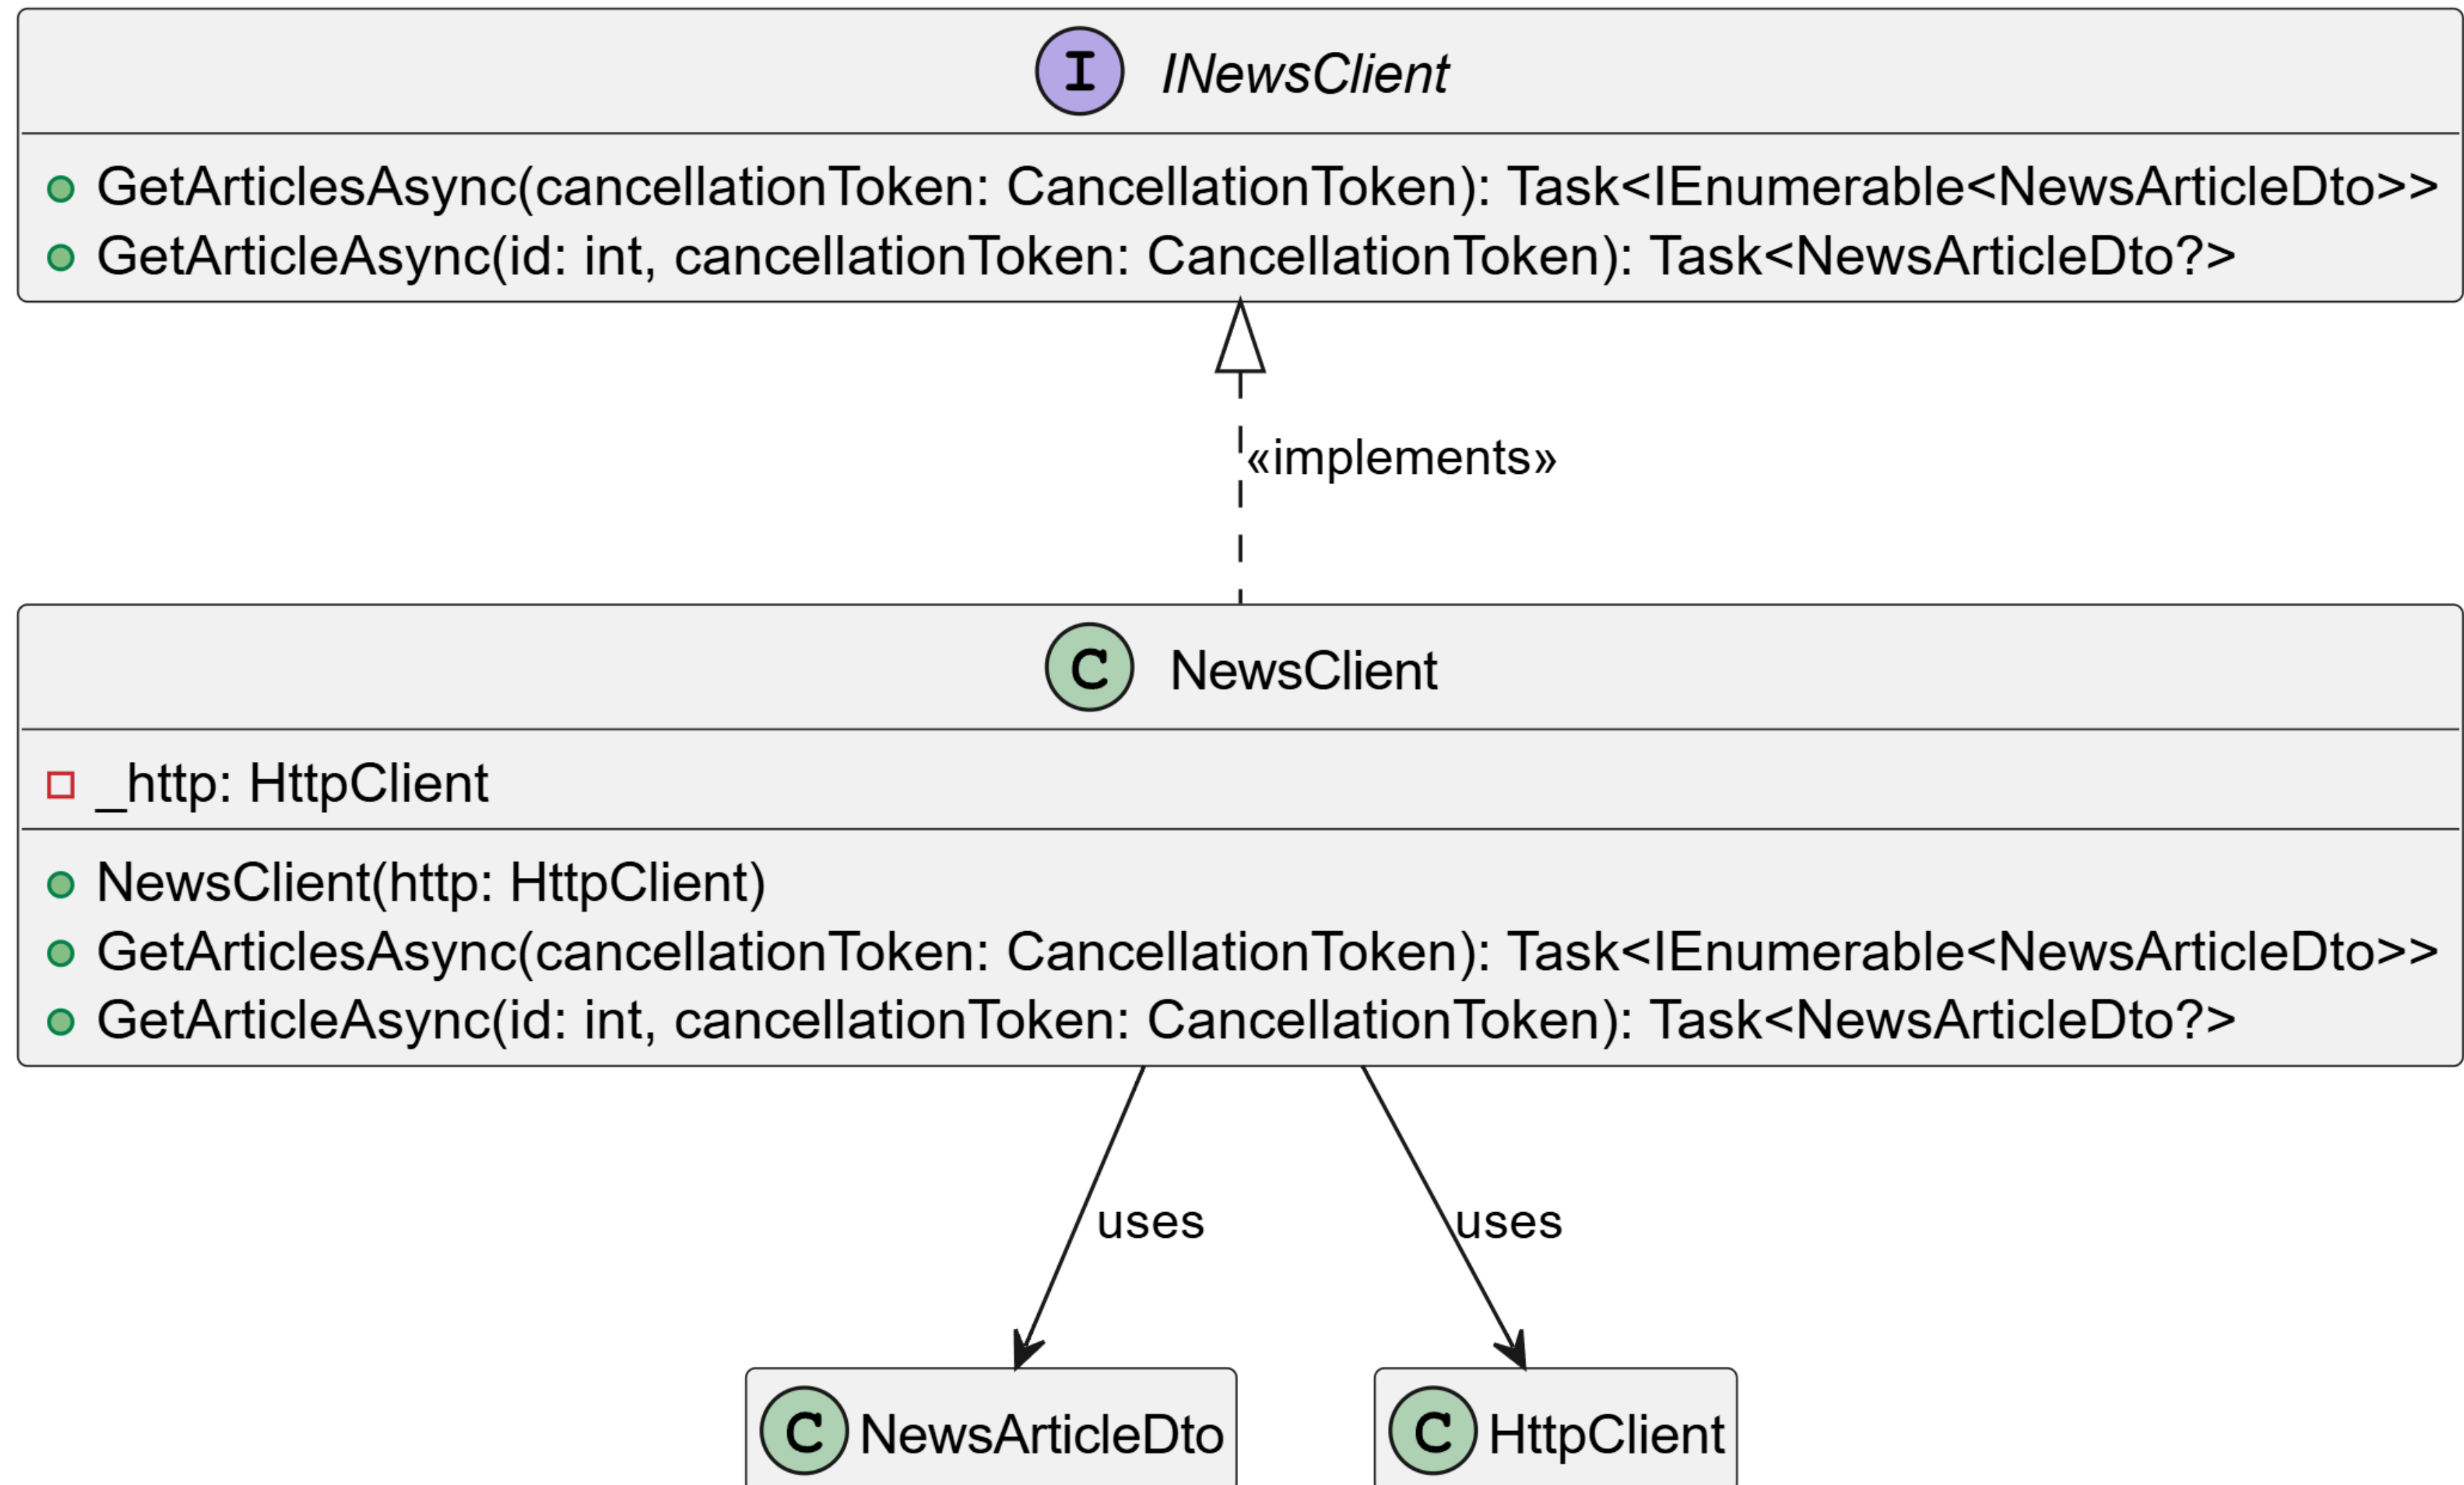 I INewsClient
GetArticlesAsync(cancellationToken: CancellationToken): Task<IEnumerable<NewsArticleDto>>
GetArticleAsync(id: int, cancellationToken: CancellationToken): Task<NewsArticleDto?>
«implements»
C NewsClient
_http: HttpClient
NewsClient(http: HttpClient)
GetArticlesAsync(cancellationToken: CancellationToken): Task<IEnumerable<NewsArticleDto>>
GetArticleAsync(id: int, cancellationToken: CancellationToken): Task<NewsArticleDto?>
uses
uses
C NewsArticleDto
C HttpClient